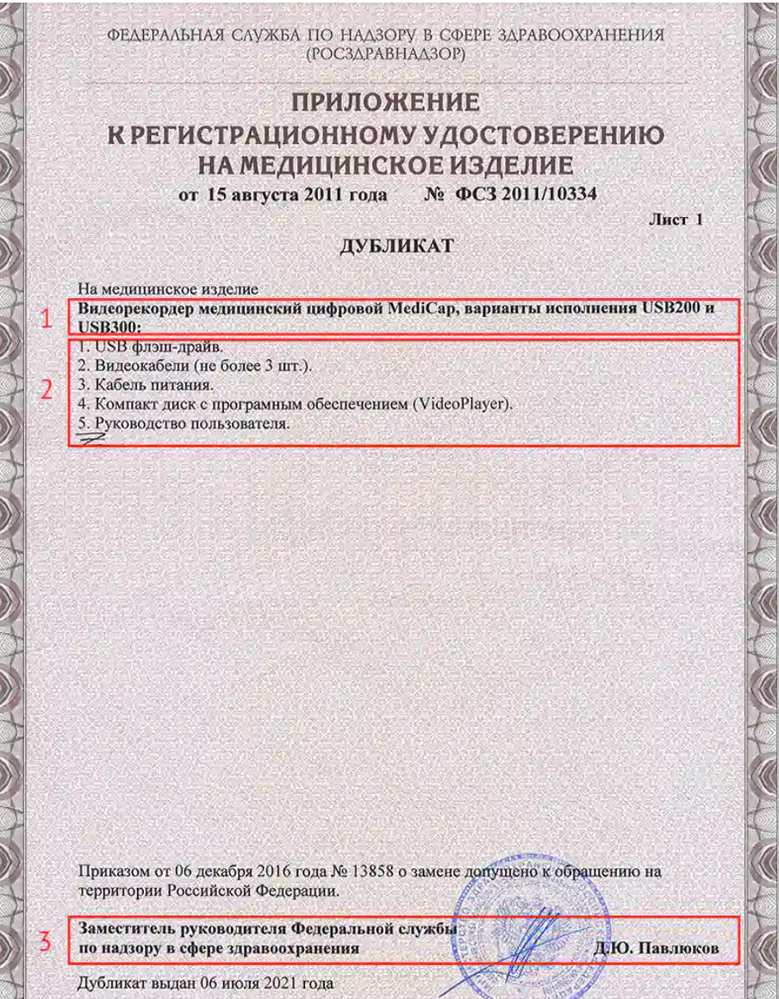 ФЕДЕРАЛЬНАЯ СЛУЖБА ПО НАДЗОРУ В СФЕРЕ ЗДРАВООХРАНЕНИЯ
(РОСЗДРАВНАДЗОР)
ПРИЛОЖЕНИЕ
К РЕГИСТРАЦИОННОМУ УДОСТОВЕРЕНИЮ
НА МЕДИЦИНСКОЕ ИЗДЕЛИЕ
от 15 августа 2011 года № ФСЗ 2011/10334
Лист 1
ДУБЛИКАТ
На медицинское изделие
1 Видеорекордер медицинский цифровой MediCap, варианты исполнения USB200 и
USB300:
1. USB флэш-драйв.
2. Видеокабели (не более 3 шт.).
2 3. Кабель питания.
4. Компакт диск с програмным обеспечением (VideoPlayer).
5. Руководство пользователя.
Приказом от 06 декабря 2016 года № 13858 о замене допущено к обращению на
территории Российской Федерации.
3 Заместитель руководителя Федеральной службы
по надзору в сфере здравоохранения Д.Ю. Павлюков
Дубликат выдан 06 июля 2021 года